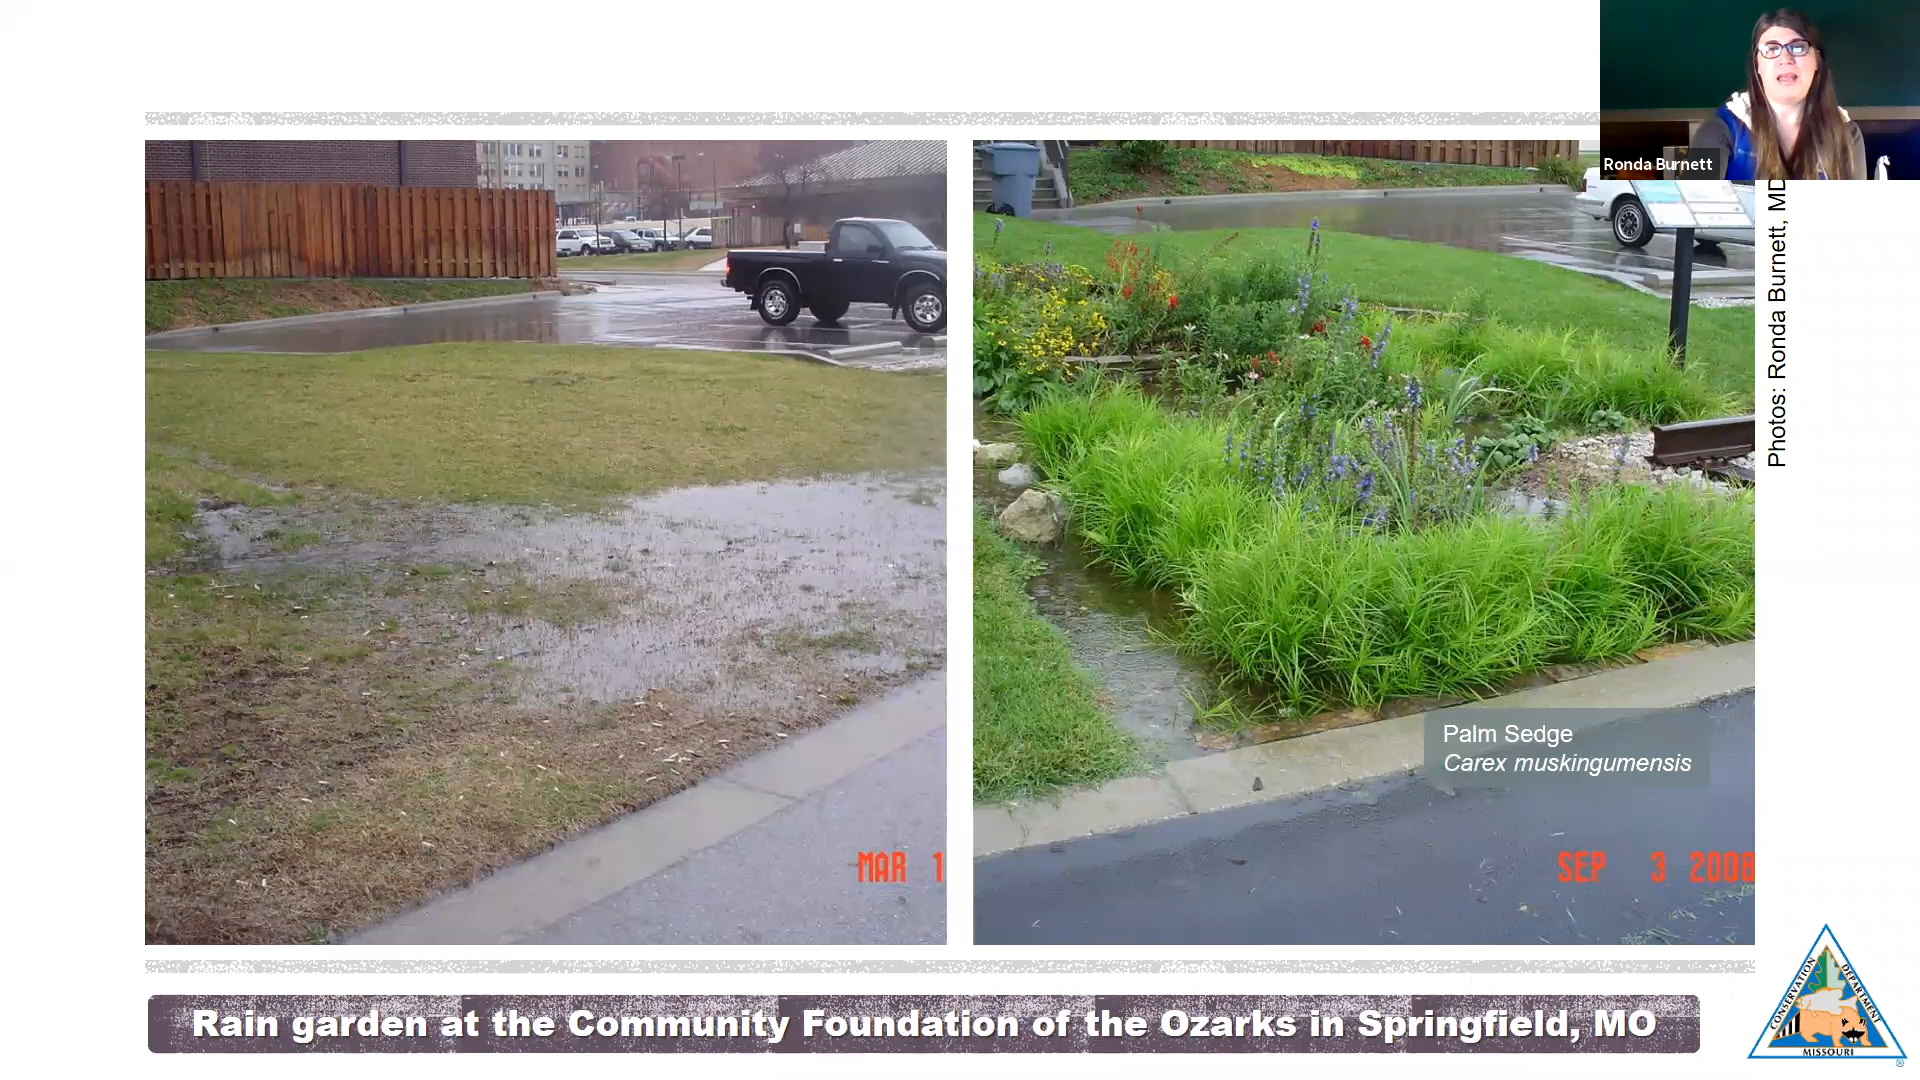 Ronda Burnett
Photos: Ronda Burnett, MD
Palm Sedge
Carex muskingumensis
MAR 1
SEP 3 2008
Rain garden at the Community Foundation of the Ozarks in Springfield, MO
CONSERVATION DEPARTMENT
MISSOURI
®